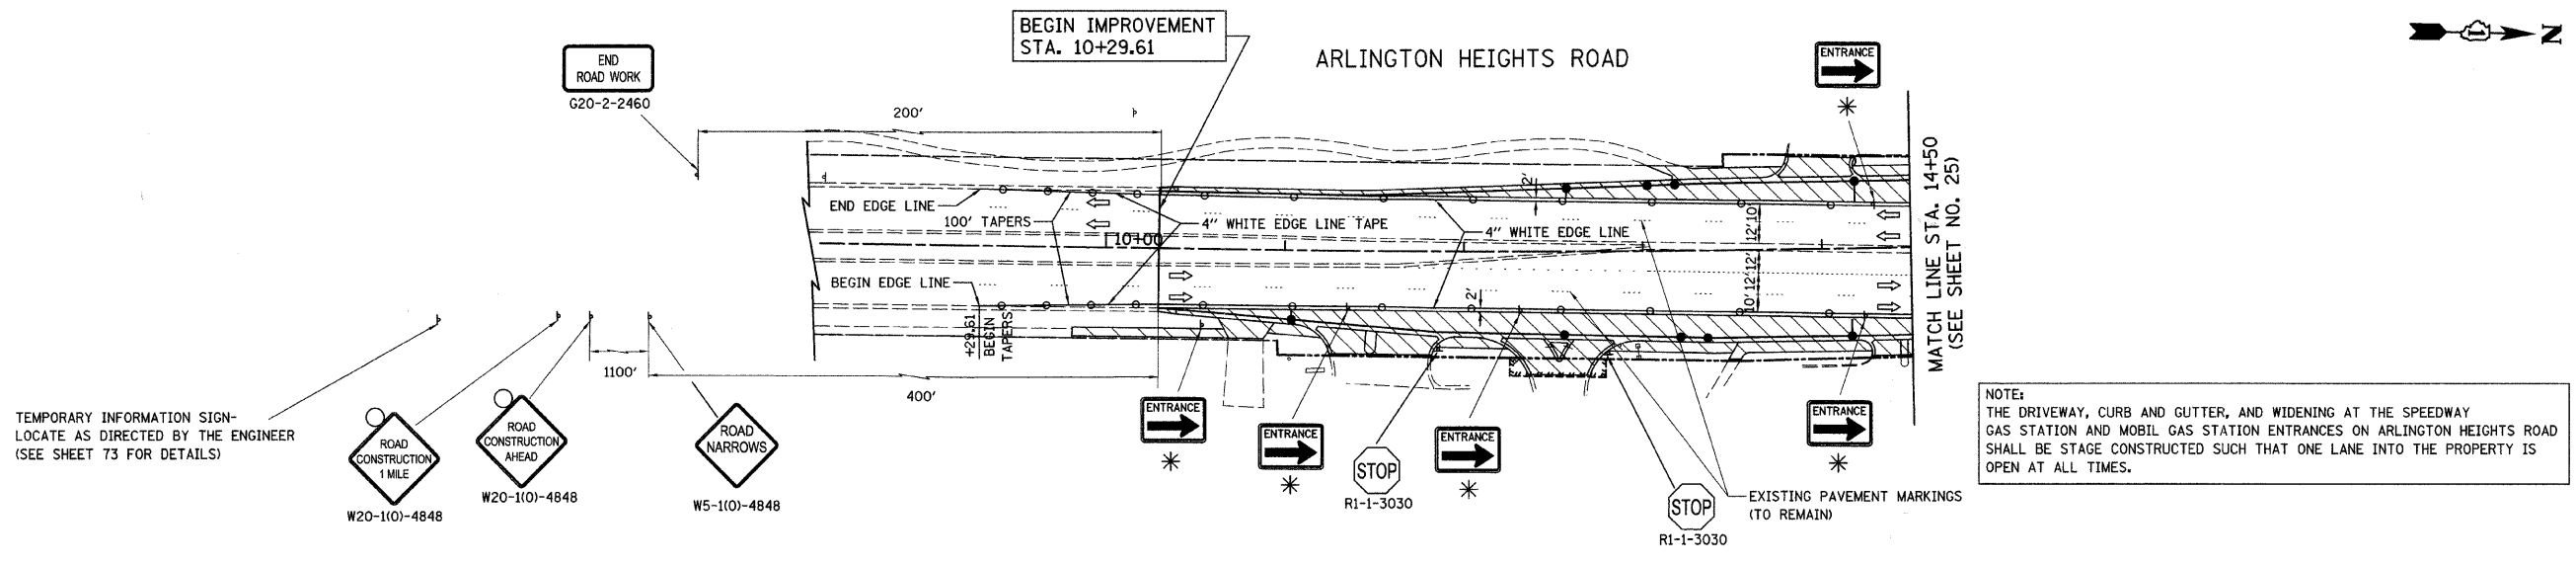 BEGIN IMPROVEMENT
STA. 10+29.61
ARLINGTON HEIGHTS ROAD
N
END
ROAD WORK
G20-2-2460
ENTRANCE
*
200'
MATCH LINE STA. 14+50
(SEE SHEET NO. 25)
END EDGE LINE
100' TAPERS
4" WHITE EDGE LINE TAPE
4" WHITE EDGE LINE
10+00
2'
12' 10'
10' 12' 12'
BEGIN EDGE LINE
+29.61
BEGIN
TAPERS
2'
1100'
400'
TEMPORARY INFORMATION SIGN-
LOCATE AS DIRECTED BY THE ENGINEER
(SEE SHEET 73 FOR DETAILS)
ROAD
CONSTRUCTION
1 MILE
W20-1(O)-4848
ROAD
CONSTRUCTION
AHEAD
W20-1(O)-4848
ROAD
NARROWS
W5-1(O)-4848
ENTRANCE
*
ENTRANCE
*
STOP
R1-1-3030
ENTRANCE
*
STOP
R1-1-3030
ENTRANCE
*
EXISTING PAVEMENT MARKINGS
(TO REMAIN)
NOTE:
THE DRIVEWAY, CURB AND GUTTER, AND WIDENING AT THE SPEEDWAY
GAS STATION AND MOBIL GAS STATION ENTRANCES ON ARLINGTON HEIGHTS ROAD
SHALL BE STAGE CONSTRUCTED SUCH THAT ONE LANE INTO THE PROPERTY IS
OPEN AT ALL TIMES.